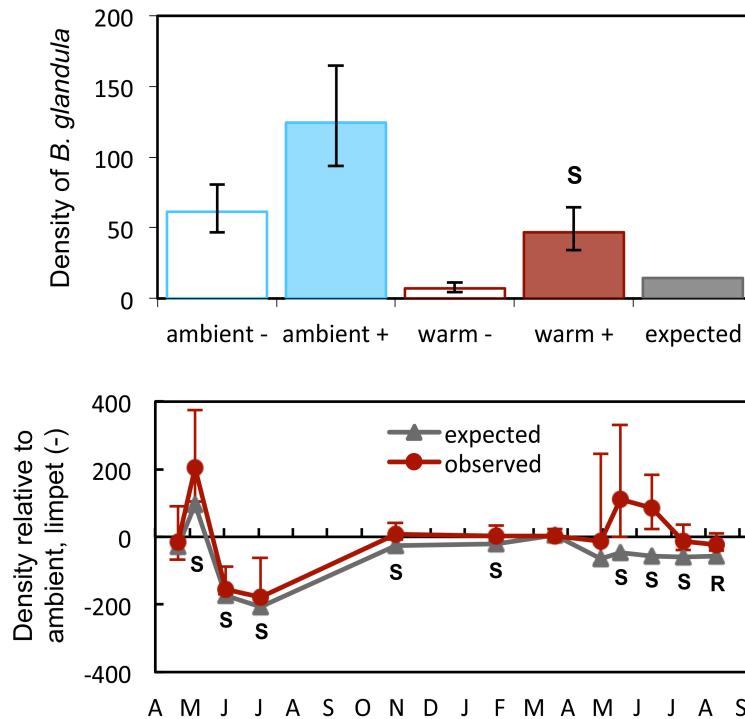 200
150
100
50
0
Density of B. glandula
S
ambient - ambient + warm - warm + expected
400
200
0
-200
-400
Density relative to
ambient, limpet (-)
expected
observed
S S S S S S S S R
A M J J A S O N D J F M A M J J A S